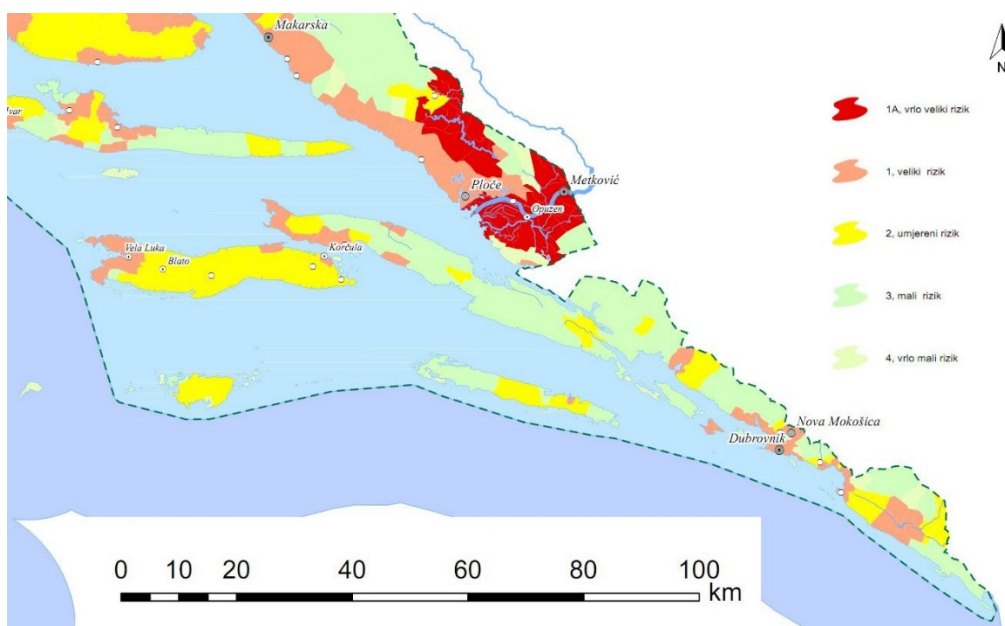 Makarska
N
var
1A, vrlo veliki rizik
1, veliki rizik
Ploče
Metković
Opuzen
2, umjereni rizik
Vela Luka
Blato
Korčula
3, mali rizik
4, vrlo mali rizik
Nova Mokošica
Dubrovnik
0 10 20 40 60 80 100
km